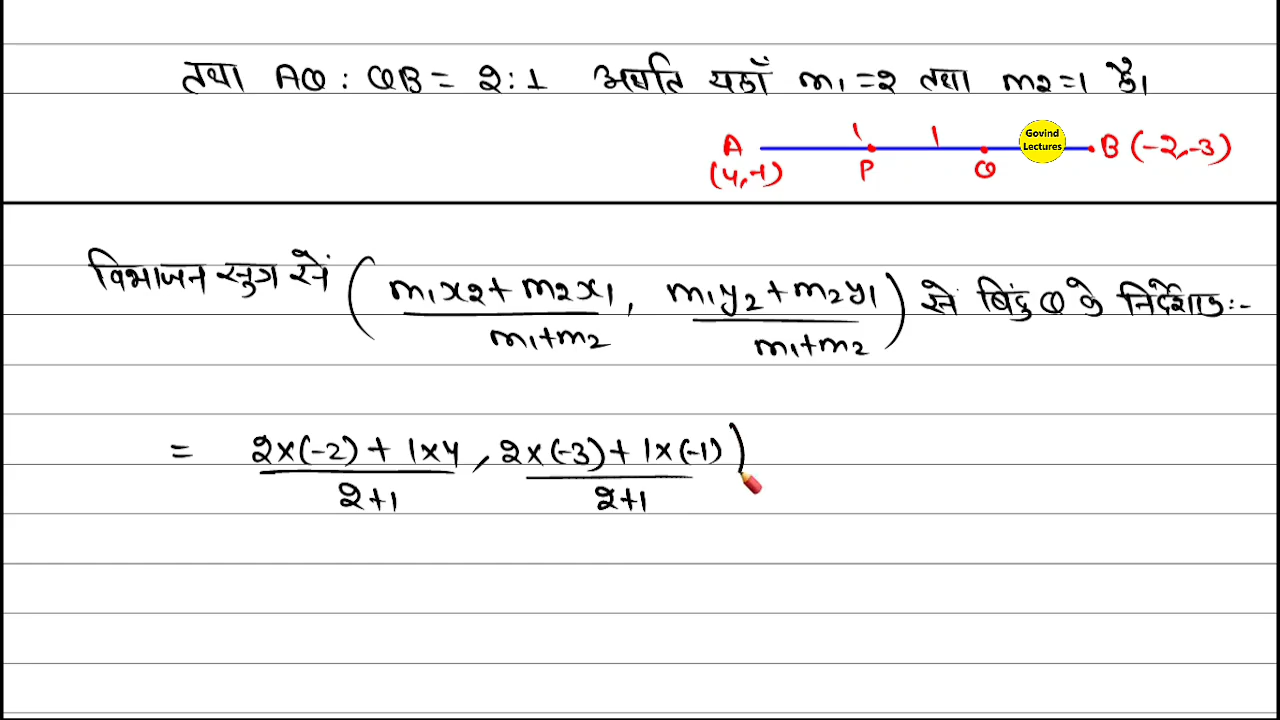 तथा AQ : QB = 2 : 1 अर्थात यहाँ m1 = 2 तथा m2 = 1 है।
Govind
Lectures
A (4,-1) P Q B (-2,-3)
1 1
विभाजन सूत्र से (m1x2 + m2x1 / m1+m2 , m1y2 + m2y1 / m1+m2) से बिंदु Q के निर्देशांक :-
= 2×(-2) + 1×4 / 2+1 , 2×(-3) + 1×(-1) / 2+1 )